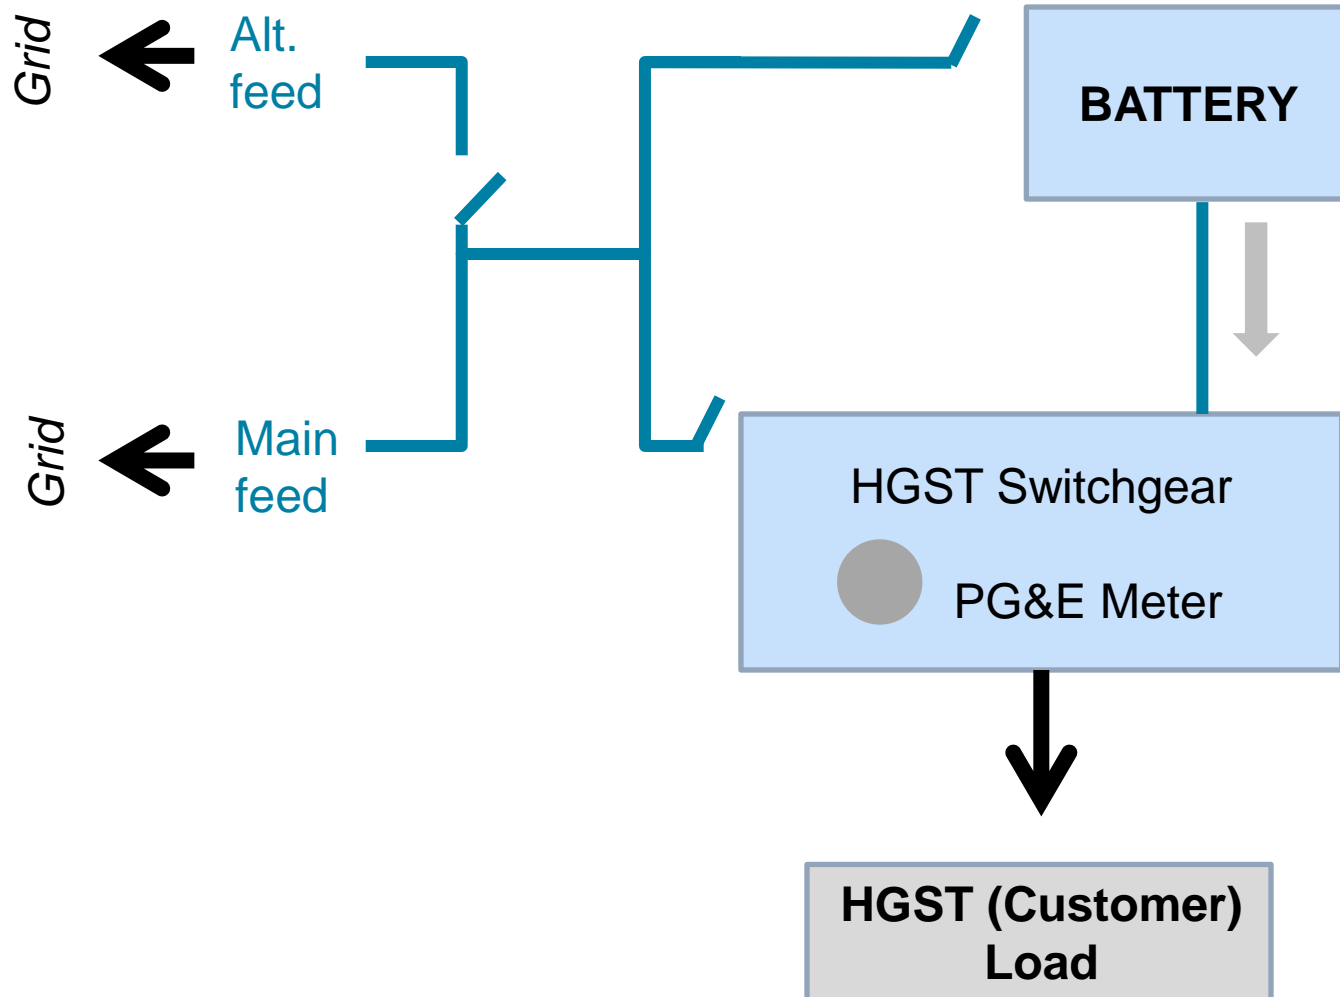 Grid
Alt.
feed
BATTERY
Grid
Main
feed
HGST Switchgear
PG&E Meter
HGST (Customer)
Load